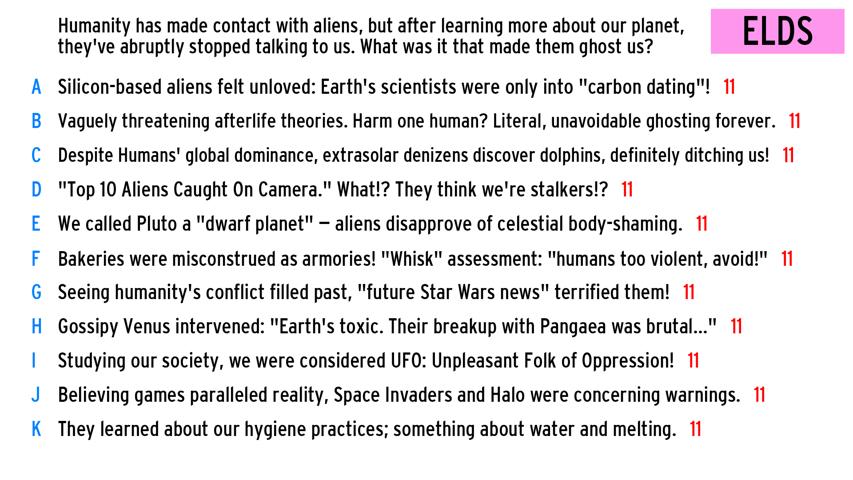 Humanity has made contact with aliens, but after learning more about our planet,
they've abruptly stopped talking to us. What was it that made them ghost us?
ELDS
A Silicon-based aliens felt unloved: Earth's scientists were only into "carbon dating"! 11
B Vaguely threatening afterlife theories. Harm one human? Literal, unavoidable ghosting forever. 11
C Despite Humans' global dominance, extrasolar denizens discover dolphins, definitely ditching us! 11
D "Top 10 Aliens Caught On Camera." What!? They think we're stalkers!? 11
E We called Pluto a "dwarf planet" – aliens disapprove of celestial body-shaming. 11
F Bakeries were misconstrued as armories! "Whisk" assessment: "humans too violent, avoid!" 11
G Seeing humanity's conflict filled past, "future Star Wars news" terrified them! 11
H Gossipy Venus intervened: "Earth's toxic. Their breakup with Pangaea was brutal..." 11
I Studying our society, we were considered UFO: Unpleasant Folk of Oppression! 11
J Believing games paralleled reality, Space Invaders and Halo were concerning warnings. 11
K They learned about our hygiene practices; something about water and melting. 11